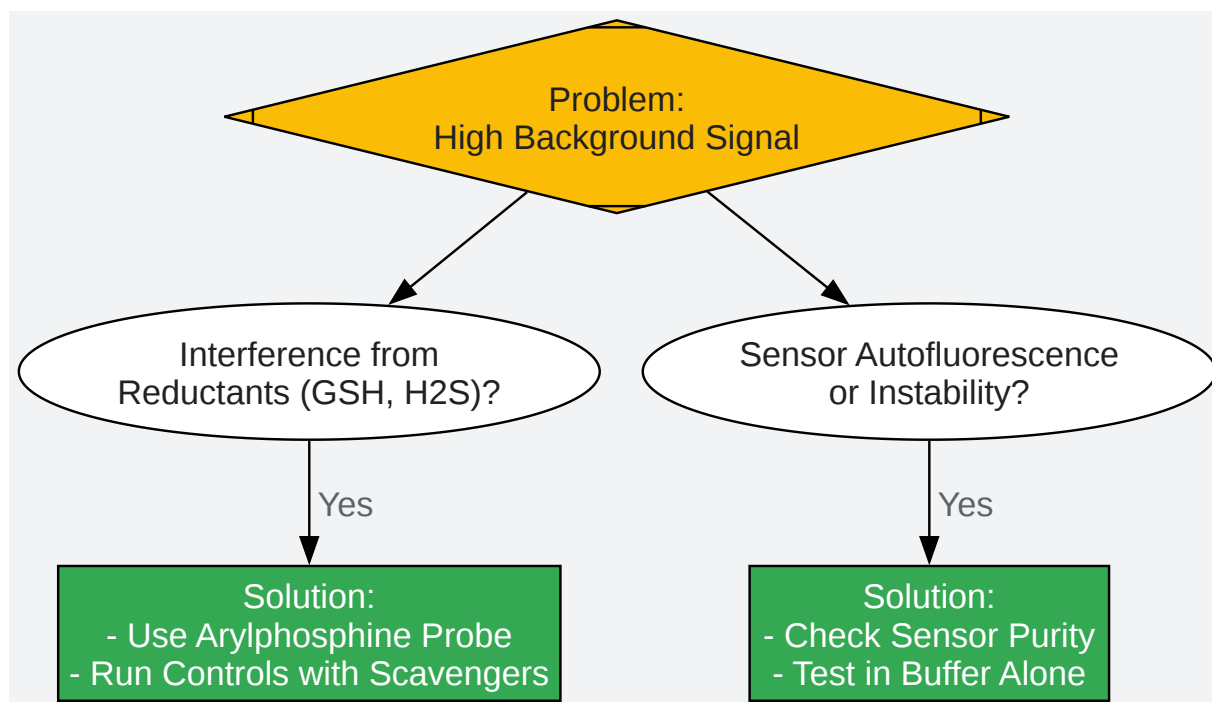 Problem:
High Background Signal
Interference from
Reductants (GSH, H2S)?
Sensor Autofluorescence
or Instability?
Yes
Yes
Solution:
- Use Arylphosphine Probe
- Run Controls with Scavengers
Solution:
- Check Sensor Purity
- Test in Buffer Alone